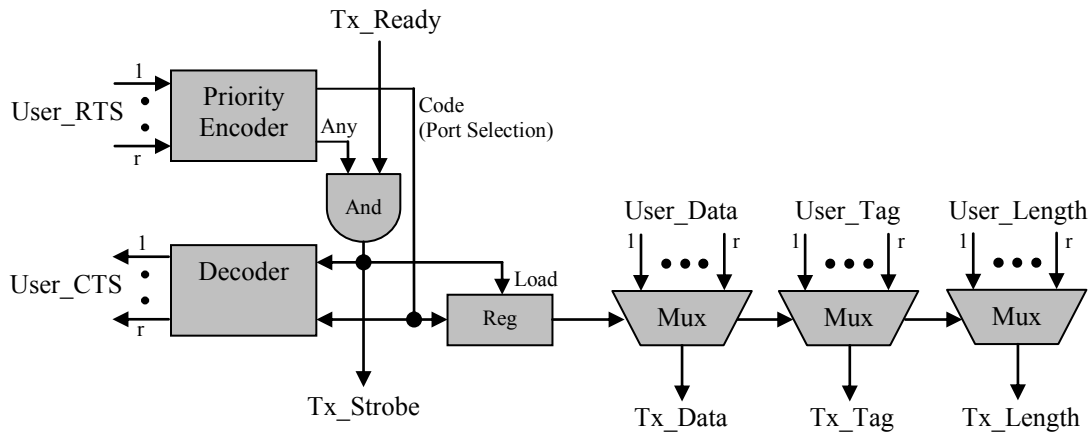 Tx_Ready
1
User_RTS
r
Priority
Encoder
Code
(Port Selection)
Any
And
User_Data
User_Tag
User_Length
1
r
1
r
1
r
1
User_CTS
r
Decoder
Load
Reg
Mux
Mux
Mux
Tx_Strobe
Tx_Data
Tx_Tag
Tx_Length